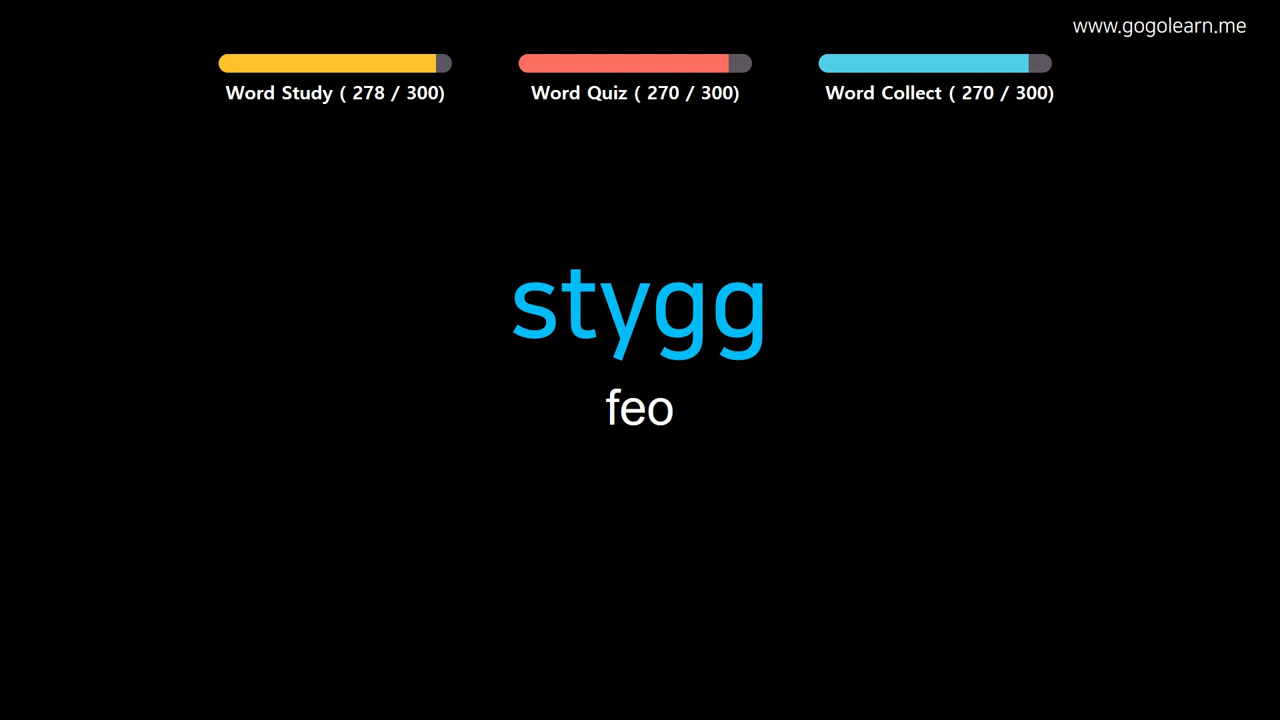 www.gogolearn.me
Word Study ( 278 / 300)
Word Quiz ( 270 / 300)
Word Collect ( 270 / 300)
stygg
feo